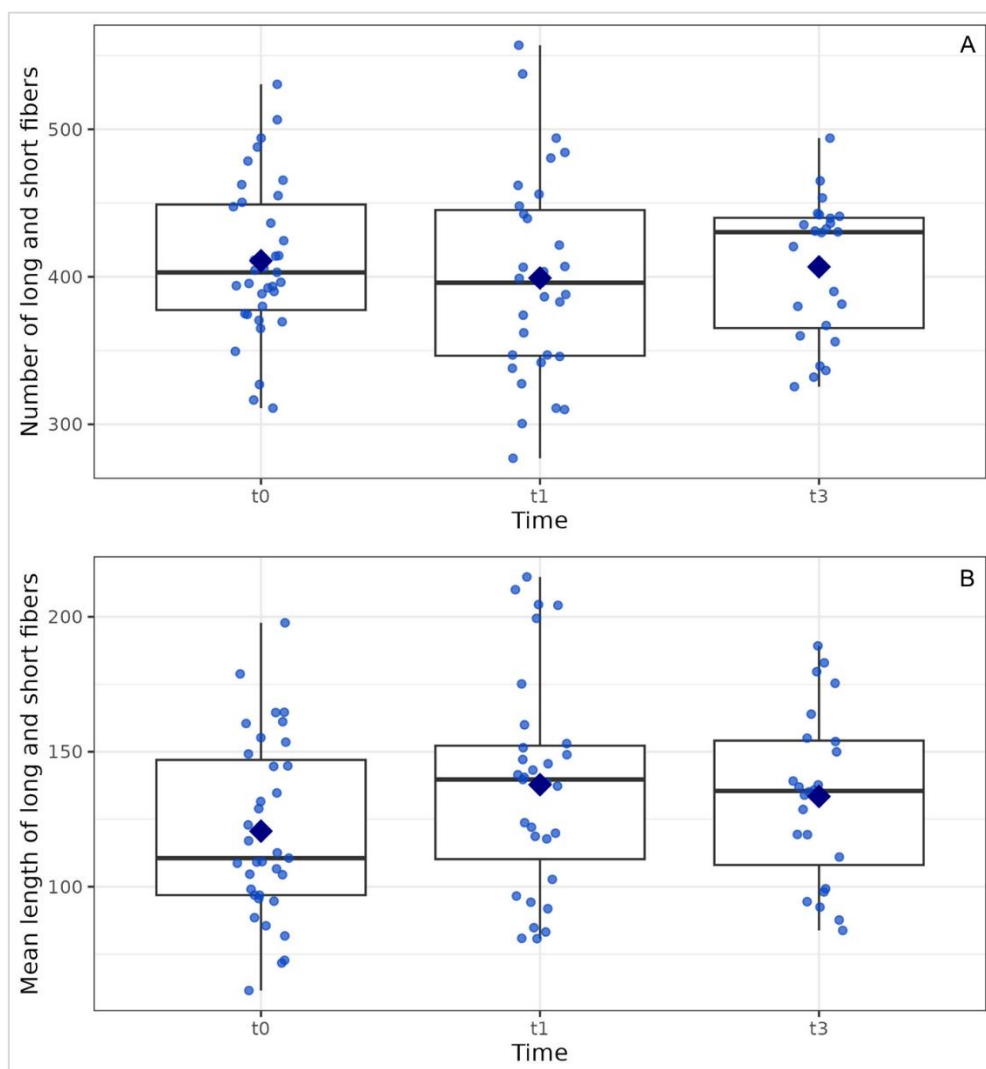 A
Number of long and short fibers
500
400
300
t0
t1
t3
Time
B
Mean length of long and short fibers
200
150
100
t0
t1
t3
Time